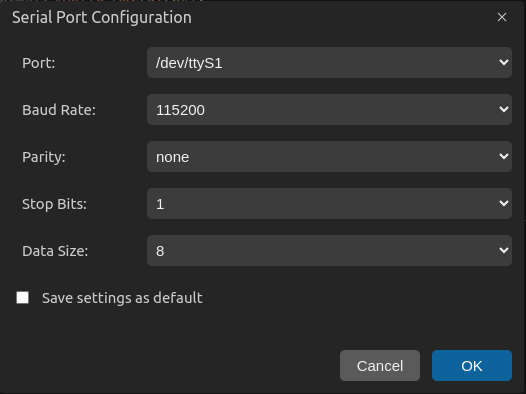 Serial Port Configuration
Port: /dev/ttyS1
Baud Rate: 115200
Parity: none
Stop Bits: 1
Data Size: 8
Save settings as default
Cancel OK